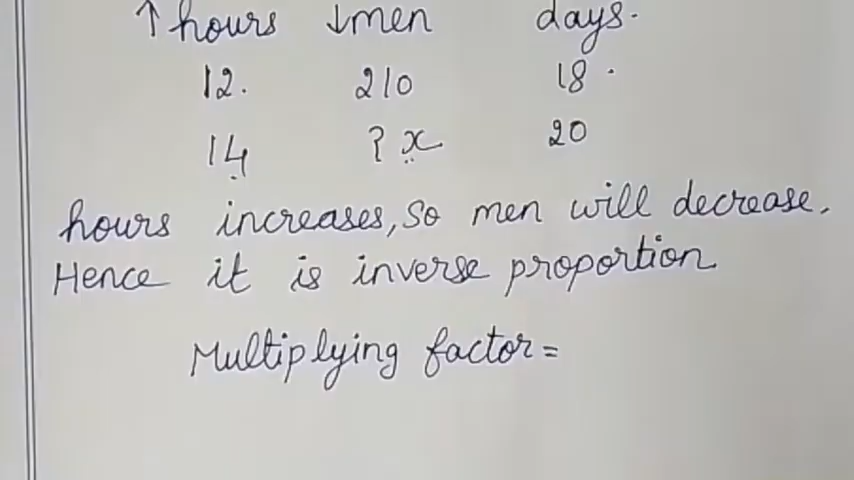 ↑ hours ↓men days.
12. 210 18.
14 ? x 20
hours increases, So men will decrease.
Hence it is inverse proportion
Multiplying factor =